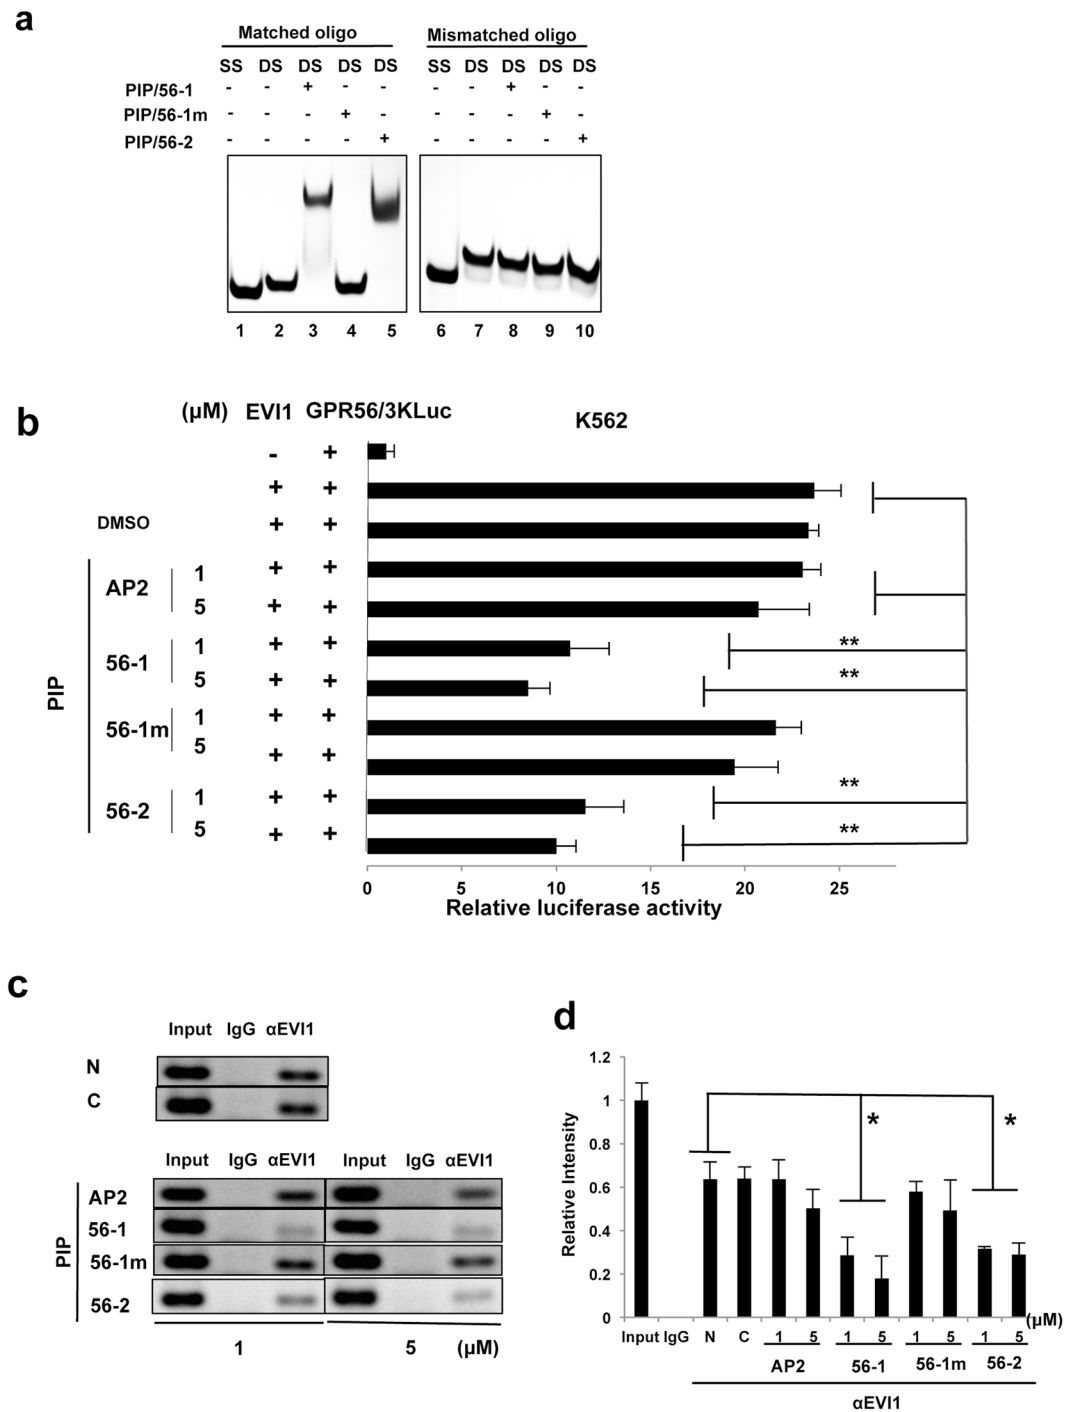 a
Matched oligo Mismatched oligo
SS DS DS DS DS SS DS DS DS DS
PIP/56-1 - - + - - - - + - -
PIP/56-1m - - - + - - - - + -
PIP/56-2 - - - - + - - - - +
1 2 3 4 5 6 7 8 9 10
b
(µM) EVI1 GPR56/3KLuc K562
- +
+ +
DMSO + +
PIP
AP2 1 + +
5 + +
56-1 1 + + **
5 + + **
56-1m 1 + +
5 + +
56-2 1 + + **
5 + + **
0 5 10 15 20 25
Relative luciferase activity
c
Input IgG αEVI1
N
C
Input IgG αEVI1 Input IgG αEVI1
PIP
AP2
56-1
56-1m
56-2
1 5 (µM)
d
Relative Intensity
1.2
1
0.8
0.6
0.4
0.2
0
* *
Input IgG N C 1 5 1 5 1 5 1 5 (µM)
AP2 56-1 56-1m 56-2
αEVI1